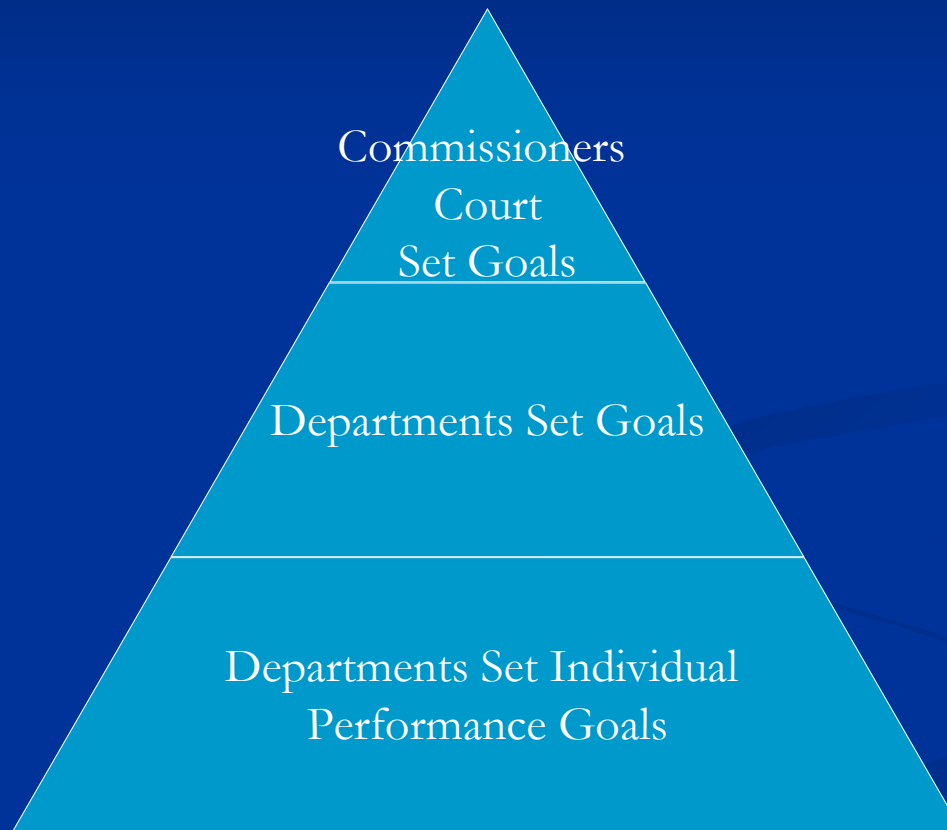 Commissioners
Court
Set Goals
Departments Set Goals
Departments Set Individual
Performance Goals